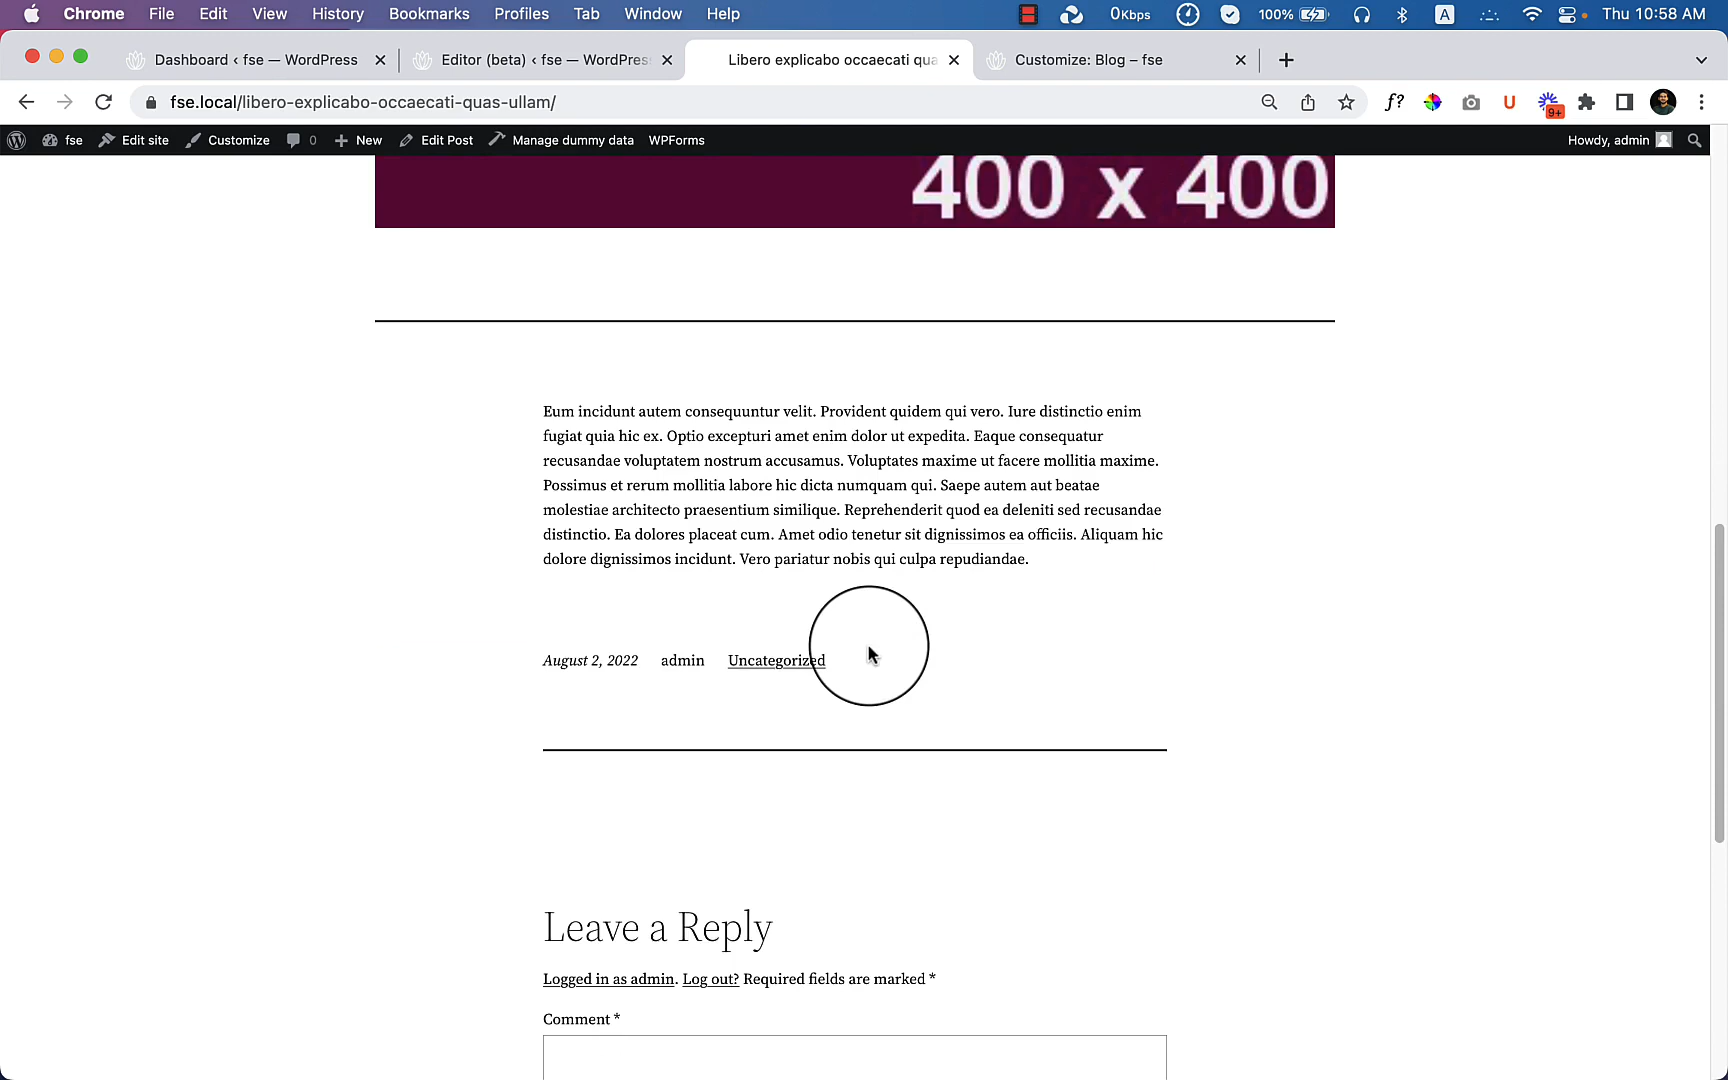 Chrome File Edit View History Bookmarks Profiles Tab Window Help 0Kbps 100% A Thu 10:58 AM
Dashboard ‹ fse — WordPress Editor (beta) ‹ fse — WordPres Libero explicabo occaecati qua Customize: Blog – fse
fse.local/libero-explicabo-occaecati-quas-ullam/ f? U 9+
fse Edit site Customize 0 New Edit Post Manage dummy data WPForms Howdy, admin
400 x 400
Eum incidunt autem consequuntur velit. Provident quidem qui vero. Iure distinctio enim
fugiat quia hic ex. Optio excepturi amet enim dolor ut expedita. Eaque consequatur
recusandae voluptatem nostrum accusamus. Voluptates maxime ut facere mollitia maxime.
Possimus et rerum mollitia labore hic dicta numquam qui. Saepe autem aut beatae
molestiae architecto praesentium similique. Reprehenderit quod ea deleniti sed recusandae
distinctio. Ea dolores placeat cum. Amet odio tenetur sit dignissimos ea officiis. Aliquam hic
dolore dignissimos incidunt. Vero pariatur nobis qui culpa repudiandae.
August 2, 2022 admin Uncategorized
Leave a Reply
Logged in as admin. Log out? Required fields are marked *
Comment *